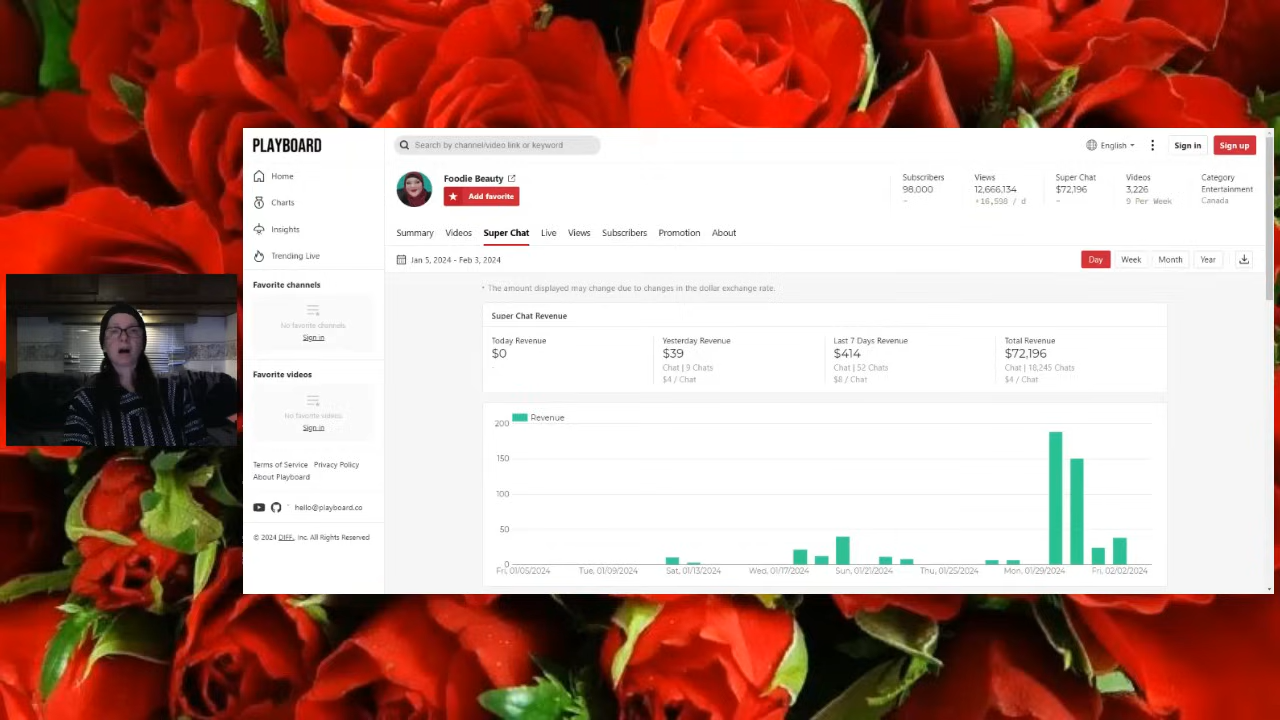 PLAYBOARD
Search by channel/video link or keyword
English
Sign in
Sign up
Home
Charts
Insights
Trending Live
Favorite channels
No favorite channels.
Sign in
Favorite videos
No favorite videos.
Sign in
Terms of Service Privacy Policy
About Playboard
hello@playboard.co
© 2024 DIFF., Inc. All Rights Reserved
Foodie Beauty
Add favorite
Subscribers Views Super Chat Videos Category
98,000 12,666,134 $72,196 3,226 Entertainment
- +16,598 / d - 9 Per Week Canada
Summary Videos Super Chat Live Views Subscribers Promotion About
Jan 5, 2024 - Feb 3, 2024
Day Week Month Year
* The amount displayed may change due to changes in the dollar exchange rate.
Super Chat Revenue
Today Revenue Yesterday Revenue Last 7 Days Revenue Total Revenue
$0 $39 $414 $72,196
- Chat | 9 Chats Chat | 52 Chats Chat | 18,245 Chats
$4 / Chat $8 / Chat $4 / Chat
Revenue
200
150
100
50
0
Fri, 01/05/2024 Tue, 01/09/2024 Sat, 01/13/2024 Wed, 01/17/2024 Sun, 01/21/2024 Thu, 01/25/2024 Mon, 01/29/2024 Fri, 02/02/2024